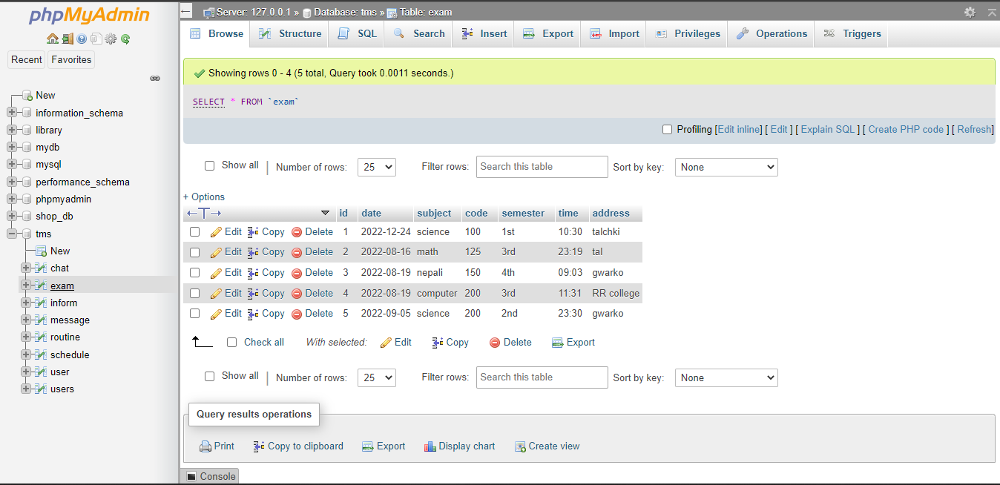 phpMyAdmin
Recent Favorites
New
information_schema
library
mydb
mysql
performance_schema
phpmyadmin
shop_db
tms
New
chat
exam
inform
message
routine
schedule
user
users
Server: 127.0.0.1 » Database: tms » Table: exam
Browse Structure SQL Search Insert Export Import Privileges Operations Triggers
Showing rows 0 - 4 (5 total, Query took 0.0011 seconds.)
SELECT * FROM `exam`
Profiling [Edit inline] [ Edit ] [ Explain SQL ] [ Create PHP code ] [ Refresh]
Show all | Number of rows: 25 Filter rows: Search this table Sort by key: None
+ Options
←T→ id date subject code semester time address
Edit Copy Delete 1 2022-12-24 science 100 1st 10:30 talchki
Edit Copy Delete 2 2022-08-16 math 125 3rd 23:19 tal
Edit Copy Delete 3 2022-08-19 nepali 150 4th 09:03 gwarko
Edit Copy Delete 4 2022-08-19 computer 200 3rd 11:31 RR college
Edit Copy Delete 5 2022-09-05 science 200 2nd 23:30 gwarko
Check all With selected: Edit Copy Delete Export
Show all | Number of rows: 25 Filter rows: Search this table Sort by key: None
Query results operations
Print Copy to clipboard Export Display chart Create view
Console